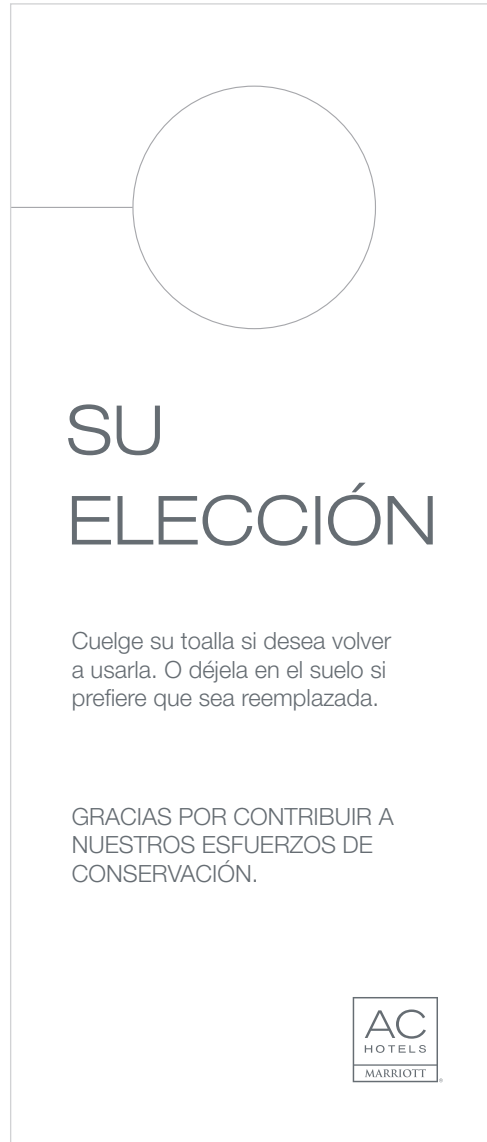 SU
ELECCIÓN
Cuelge su toalla si desea volver
a usarla. O déjela en el suelo si
prefiere que sea reemplazada.
GRACIAS POR CONTRIBUIR A
NUESTROS ESFUERZOS DE
CONSERVACIÓN.
AC
HOTELS
MARRIOTT
®